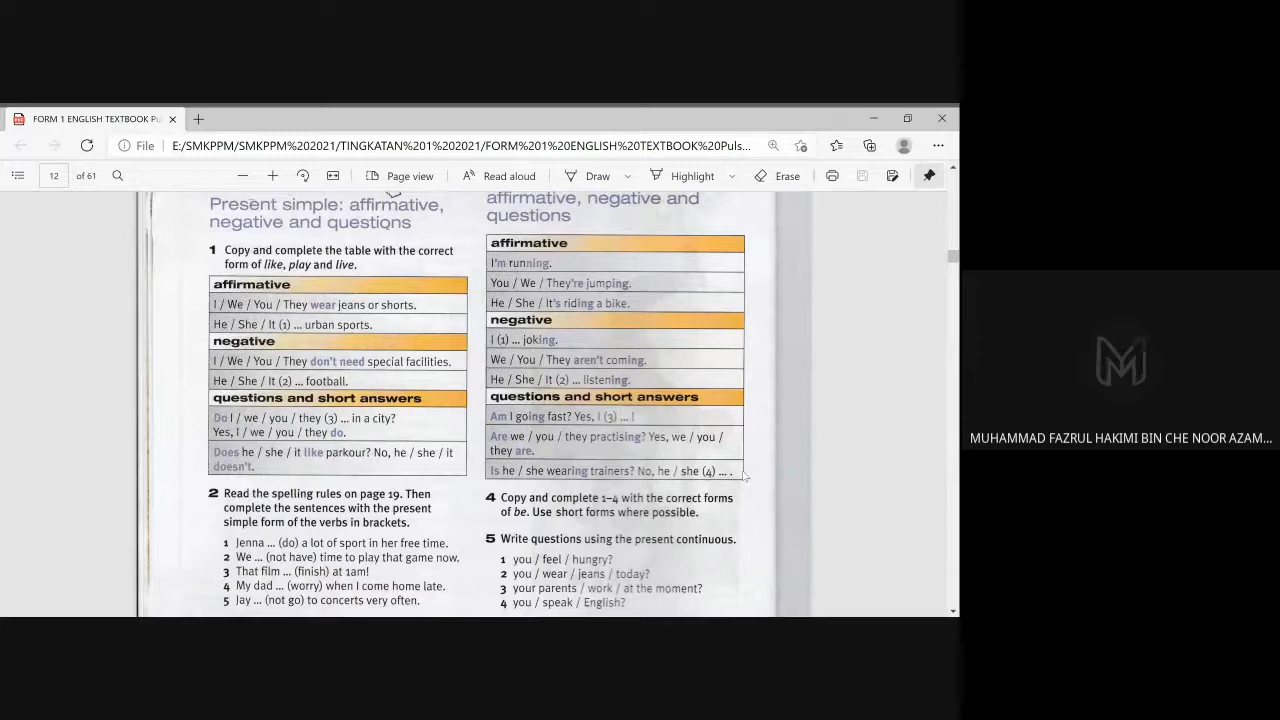 FORM 1 ENGLISH TEXTBOOK Pu
File
E:/SMKPPM/SMKPPM%202021/TINGKATAN%201%202021/FORM%201%20ENGLISH%20TEXTBOOK%20Puls...
12 of 61
Page view
Read aloud
Draw
Highlight
Erase
Present simple: affirmative,
negative and questions
1 Copy and complete the table with the correct
form of like, play and live.
affirmative
I / We / You / They wear jeans or shorts.
He / She / It (1) ... urban sports.
negative
I / We / You / They don't need special facilities.
He / She / It (2) ... football.
questions and short answers
Do I / we / you / they (3) ... in a city?
Yes, I / we / you / they do.
Does he / she / it like parkour? No, he / she / it
doesn't.
2 Read the spelling rules on page 19. Then
complete the sentences with the present
simple form of the verbs in brackets.
1 Jenna ... (do) a lot of sport in her free time.
2 We ... (not have) time to play that game now.
3 That film ... (finish) at 1am!
4 My dad ... (worry) when I come home late.
5 Jay ... (not go) to concerts very often.
affirmative, negative and
questions
affirmative
I'm running.
You / We / They're jumping.
He / She / It's riding a bike.
negative
I (1) ... joking.
We / You / They aren't coming.
He / She / It (2) ... listening.
questions and short answers
Am I going fast? Yes, I (3) ... !
Are we / you / they practising? Yes, we / you /
they are.
Is he / she wearing trainers? No, he / she (4) ... .
4 Copy and complete 1–4 with the correct forms
of be. Use short forms where possible.
5 Write questions using the present continuous.
1 you / feel / hungry?
2 you / wear / jeans / today?
3 your parents / work / at the moment?
4 you / speak / English?
MUHAMMAD FAZRUL HAKIMI BIN CHE NOOR AZAM...